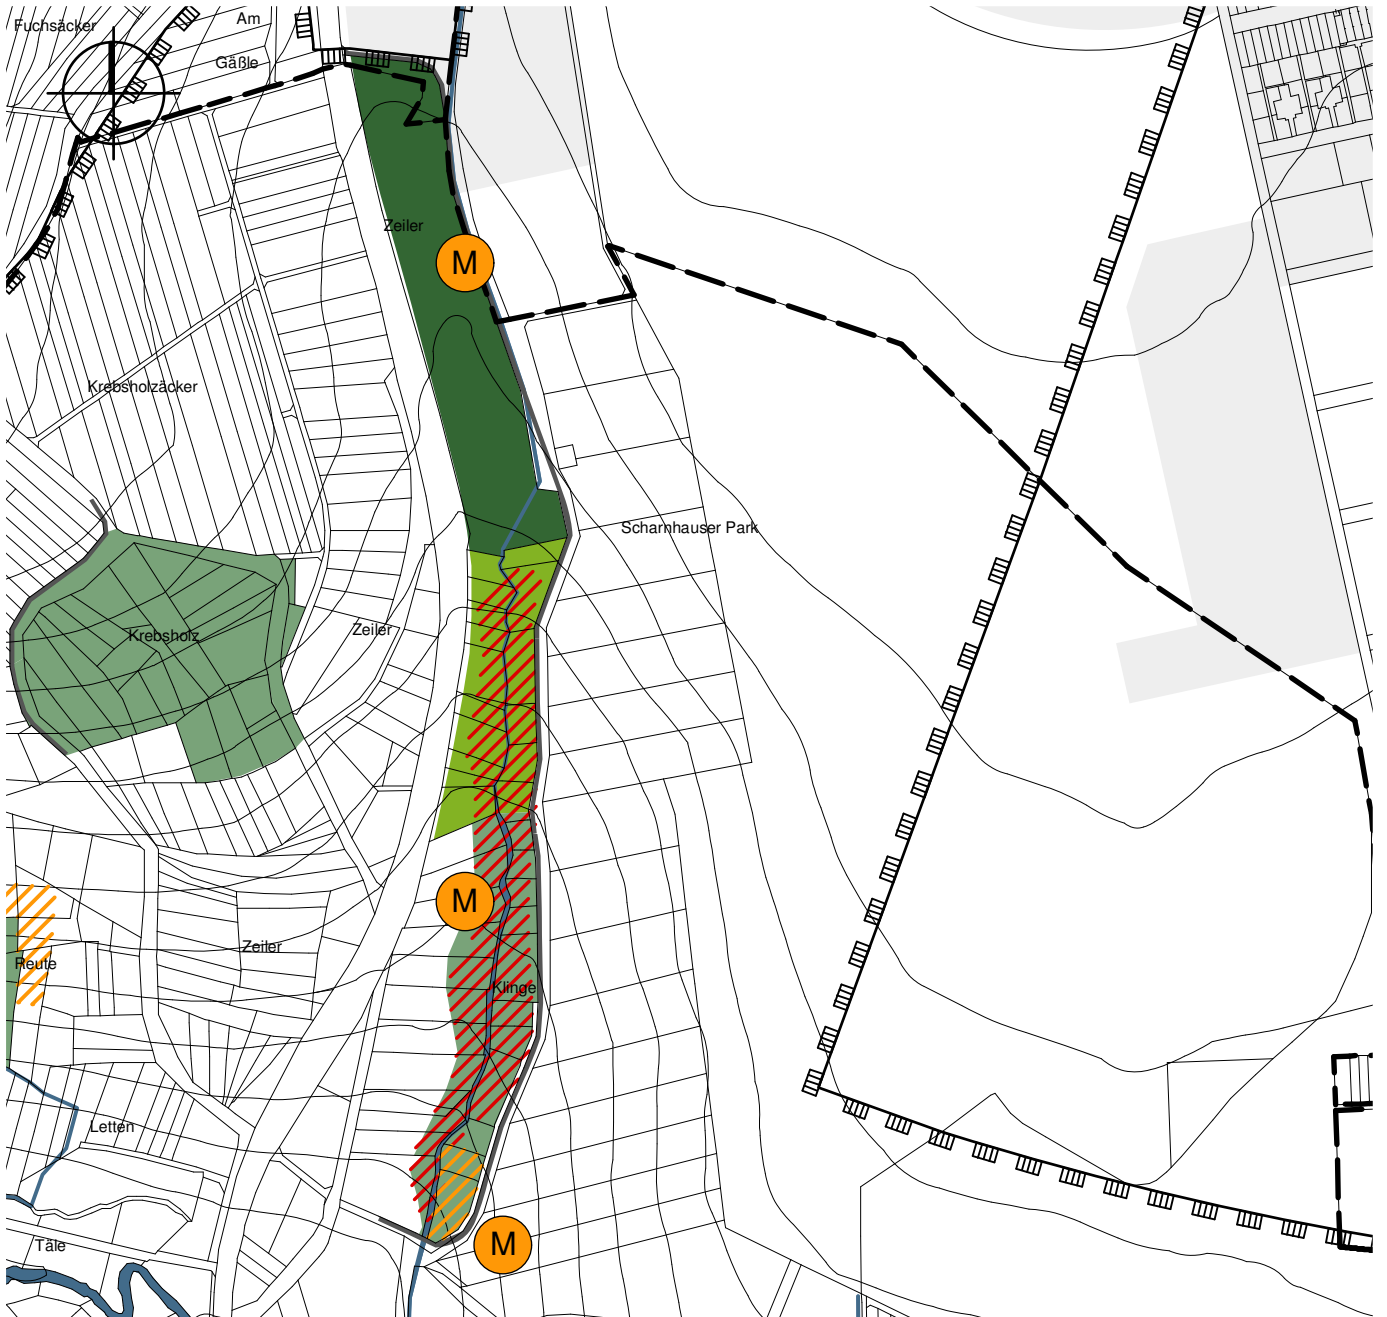 Fuchsäcker
Am
Gäßle
Zeiler
M
Krebsholzäcker
Scharnhauser Park
Krebsholz
Zeiler
M
Zeiler
Reute
Klinge
Letten
Täle
M